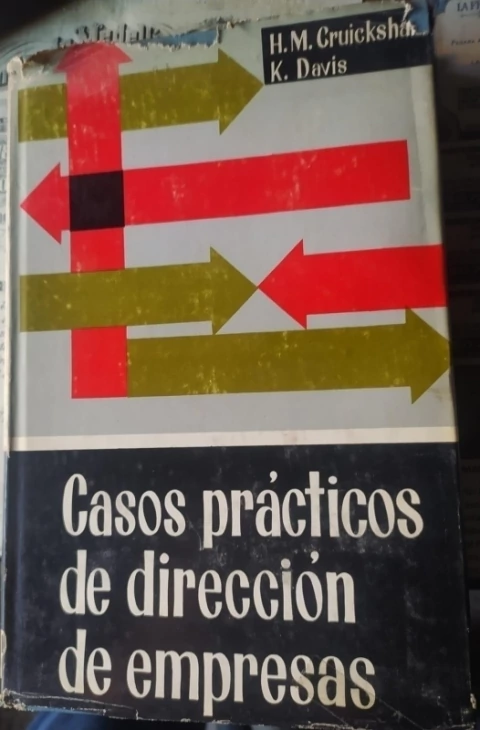 H.M. Cruicksha
K. Davis
Casos prácticos
de dirección
de empresas